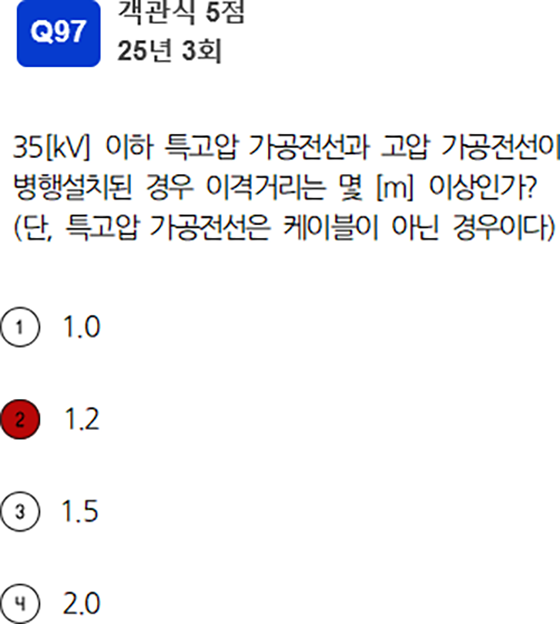 Q97
객관식 5점
25년 3회
35[kV] 이하 특고압 가공전선과 고압 가공전선이
병행설치된 경우 이격거리는 몇 [m] 이상인가?
(단, 특고압 가공전선은 케이블이 아닌 경우이다)
1 1.0
2 1.2
3 1.5
4 2.0